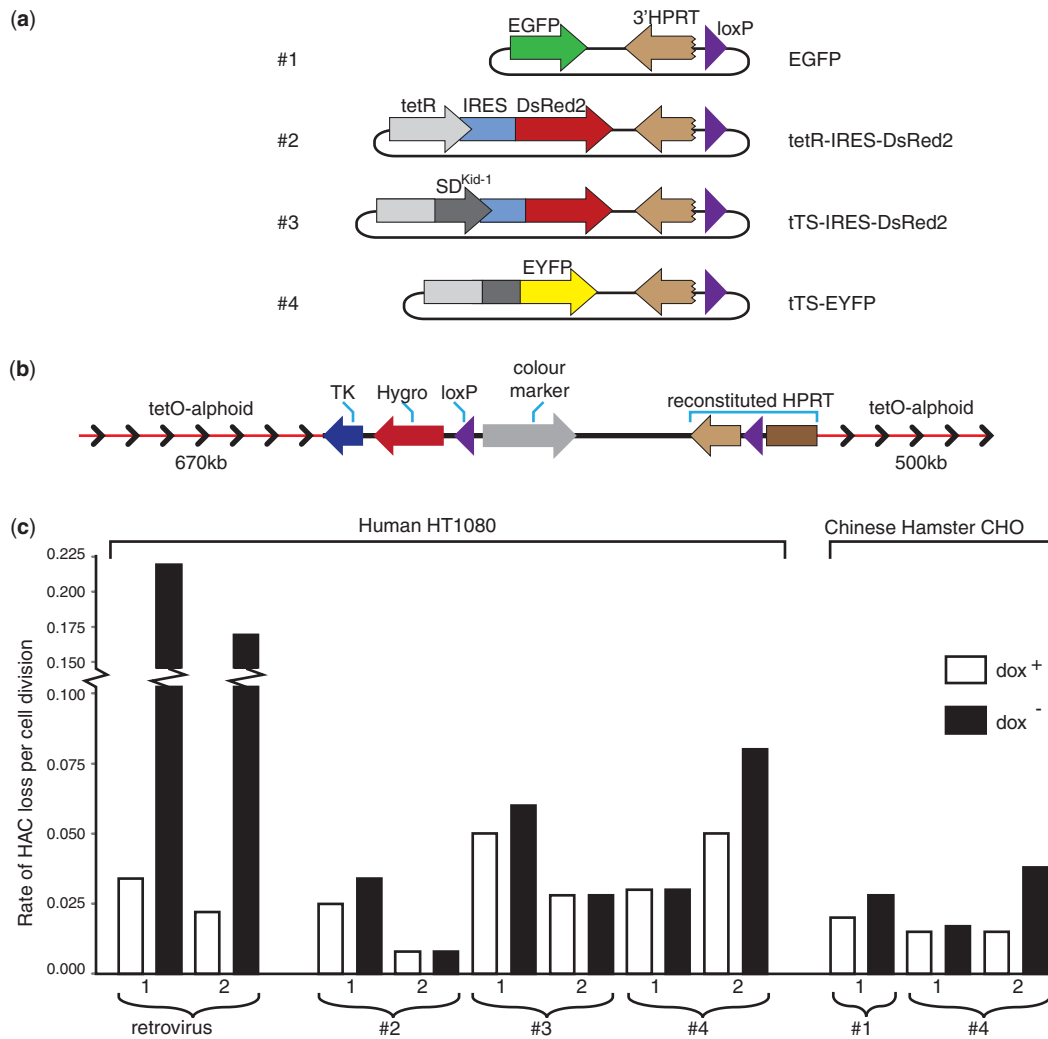 (a)
EGFP 3'HPRT loxP
#1 EGFP
tetR IRES DsRed2
#2 tetR-IRES-DsRed2
SD^Kid-1
#3 tTS-IRES-DsRed2
EYFP
#4 tTS-EYFP
(b)
colour
marker
TK Hygro loxP
tetO-alphoid reconstituted HPRT tetO-alphoid
670kb 500kb
(c)
Human HT1080 Chinese Hamster CHO
Rate of HAC loss per cell division
0.225
0.200
0.175
0.150
0.100
0.075
0.050
0.025
0.000
dox +
dox -
1 2 1 2 1 2 1 2 1 1 2
retrovirus #2 #3 #4 #1 #4